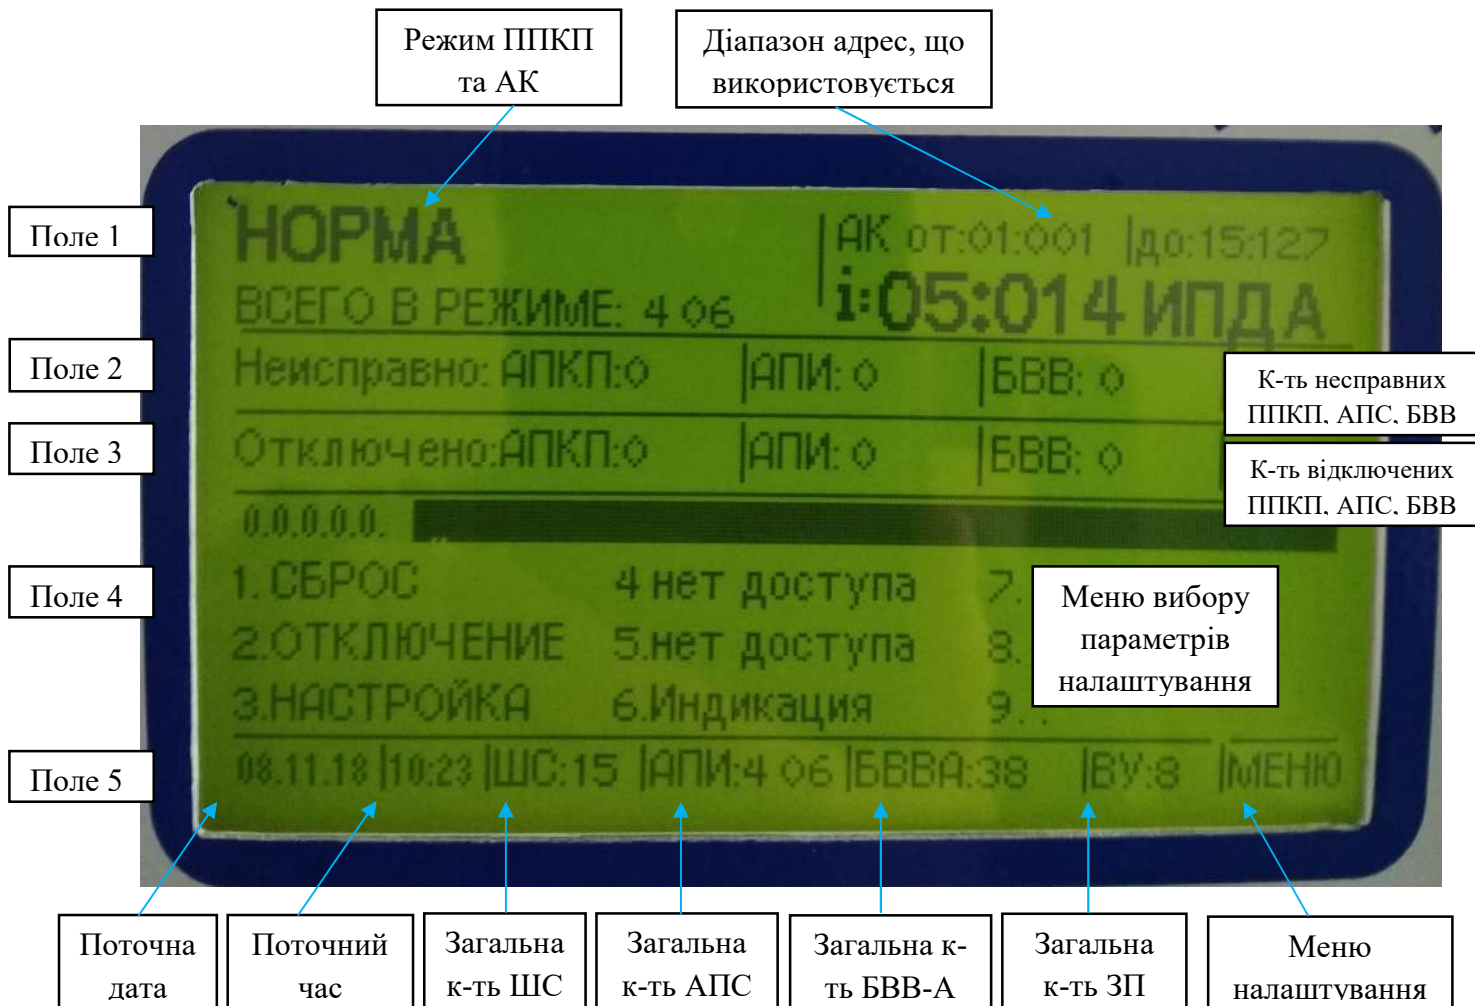 Режим ППКП
та АК
Діапазон адрес, що
використовується
Поле 1
НОРМА
АК от:01:001 |до:15:127
ВСЕГО В РЕЖИМЕ: 406
i:05:014 ИПДА
Поле 2
Неисправно: АПКП:0 |АПИ: 0 |БВВ: 0
К-ть несправних
ППКП, АПС, БВВ
Поле 3
Отключено:АПКП:0 |АПИ: 0 |БВВ: 0
К-ть відключених
ППКП, АПС, БВВ
0.0.0.0.0.
Поле 4
1.СБРОС 4 нет доступа 7.
2.ОТКЛЮЧЕНИЕ 5.нет доступа 8.
3.НАСТРОЙКА 6.Индикация 9..
Меню вибору
параметрів
налаштування
Поле 5
08.11.18 |10:23 |ШС:15 |АПИ:406 |БВВА:38 |ВУ:8 |МЕНЮ
Поточна
дата
Поточний
час
Загальна
к-ть ШС
Загальна
к-ть АПС
Загальна к-
ть БВВ-А
Загальна
к-ть ЗП
Меню
налаштування